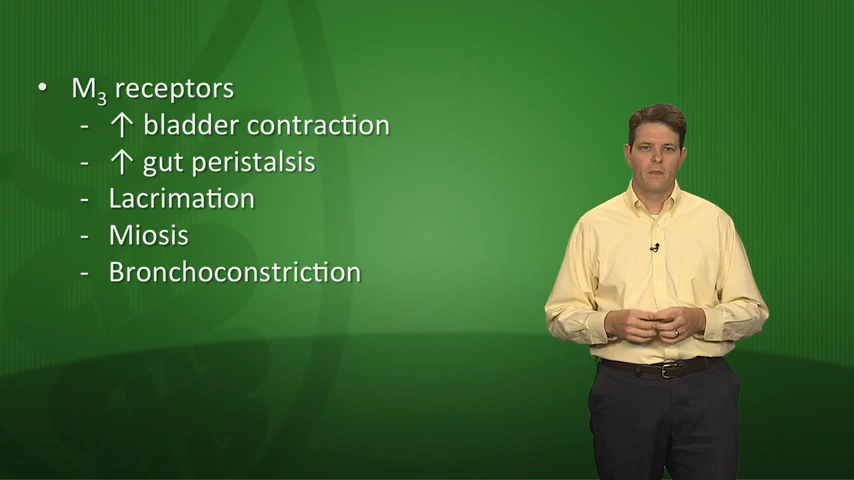 • M₃ receptors
- ↑ bladder contraction
- ↑ gut peristalsis
- Lacrimation
- Miosis
- Bronchoconstriction